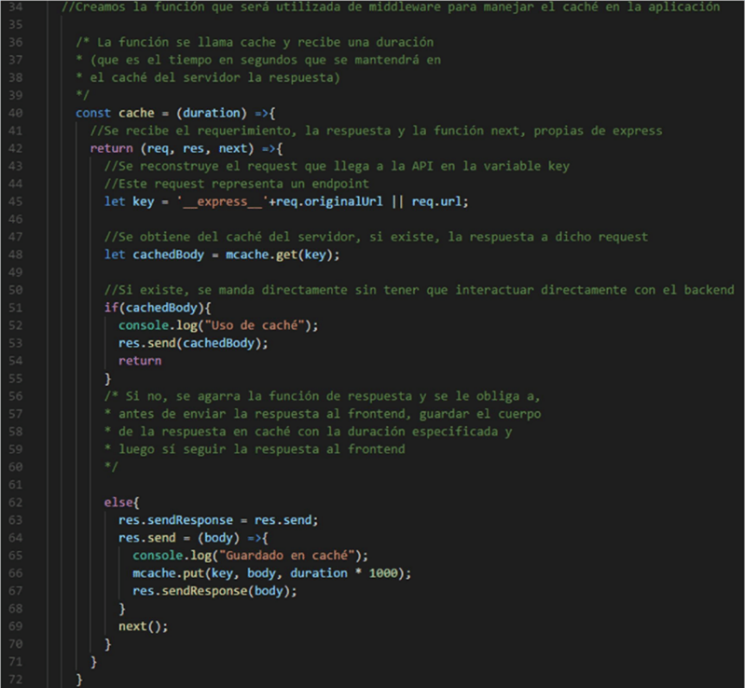 34 //Creamos la función que será utilizada de middleware para manejar el caché en la aplicación
35
36 /* La función se llama cache y recibe una duración
37 * (que es el tiempo en segundos que se mantendrá en
38 * el caché del servidor la respuesta)
39 */
40 const cache = (duration) =>{
41 //Se recibe el requerimiento, la respuesta y la función next, propias de express
42 return (req, res, next) =>{
43 //Se reconstruye el request que llega a la API en la variable key
44 //Este request representa un endpoint
45 let key = '__express__'+req.originalUrl || req.url;
46
47 //Se obtiene del caché del servidor, si existe, la respuesta a dicho request
48 let cachedBody = mcache.get(key);
49
50 //Si existe, se manda directamente sin tener que interactuar directamente con el backend
51 if(cachedBody){
52 console.log("Uso de caché");
53 res.send(cachedBody);
54 return
55 }
56 /* Si no, se agarra la función de respuesta y se le obliga a,
57 * antes de enviar la respuesta al frontend, guardar el cuerpo
58 * de la respuesta en caché con la duración especificada y
59 * luego sí seguir la respuesta al frontend
60 */
61
62 else{
63 res.sendResponse = res.send;
64 res.send = (body) =>{
65 console.log("Guardado en caché");
66 mcache.put(key, body, duration * 1000);
67 res.sendResponse(body);
68 }
69 next();
70 }
71 }
72 }